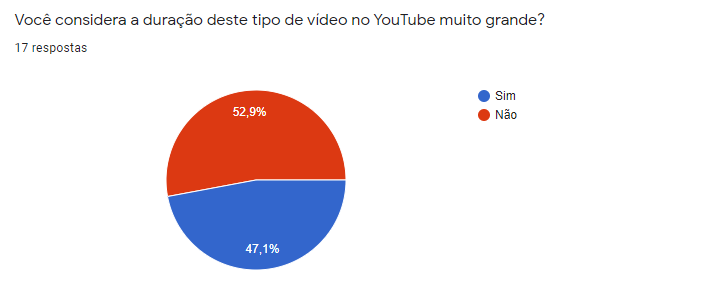 Você considera a duração deste tipo de vídeo no YouTube muito grande?
17 respostas
52,9%
47,1%
Sim
Não